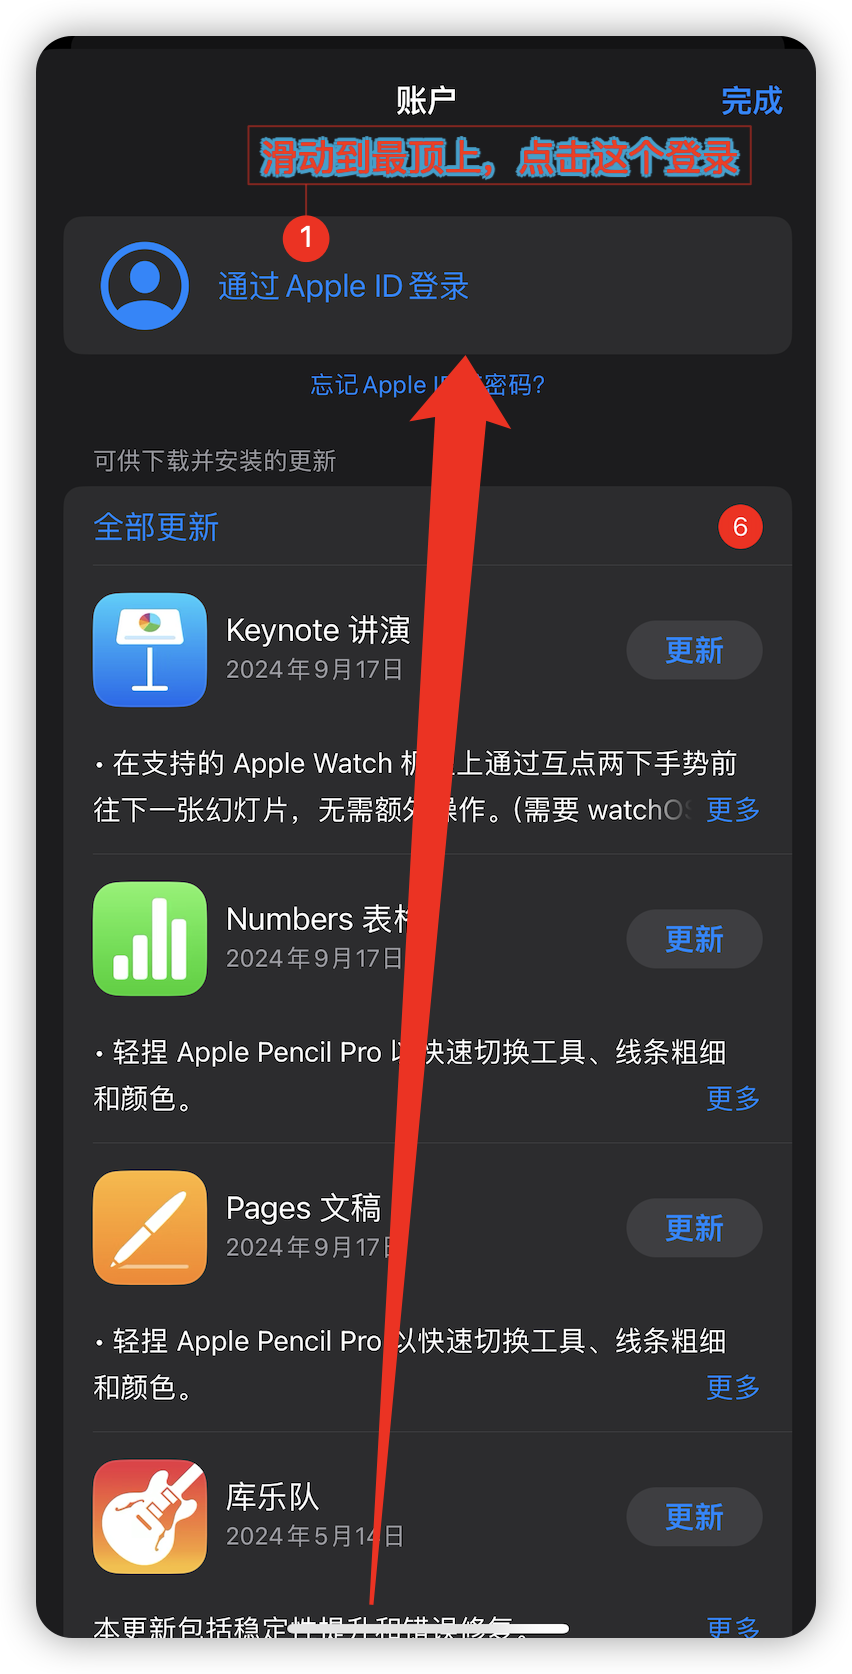 账户
完成
滑动到最顶上，点击这个登录
1
通过 Apple ID 登录
忘记 Apple 密码?
可供下载并安装的更新
全部更新
6
Keynote 讲演
2024年9月17日
更新
• 在支持的 Apple Watch 上通过互点两下手势前
往下一张幻灯片，无需额外操作。（需要 watchOS
更多
Numbers 表格
2024年9月17日
更新
• 轻捏 Apple Pencil Pro 以快速切换工具、线条粗细
和颜色。
更多
Pages 文稿
2024年9月17日
更新
• 轻捏 Apple Pencil Pro 以快速切换工具、线条粗细
和颜色。
更多
库乐队
2024年5月14日
更新
本更新包括稳定性提升和错误修复。
更多